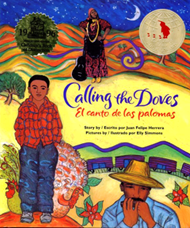 Calling the Doves
El canto de las palomas
Story by / Escrito por Juan Felipe Herrera
Pictures by / Ilustrado por Elly Simmons